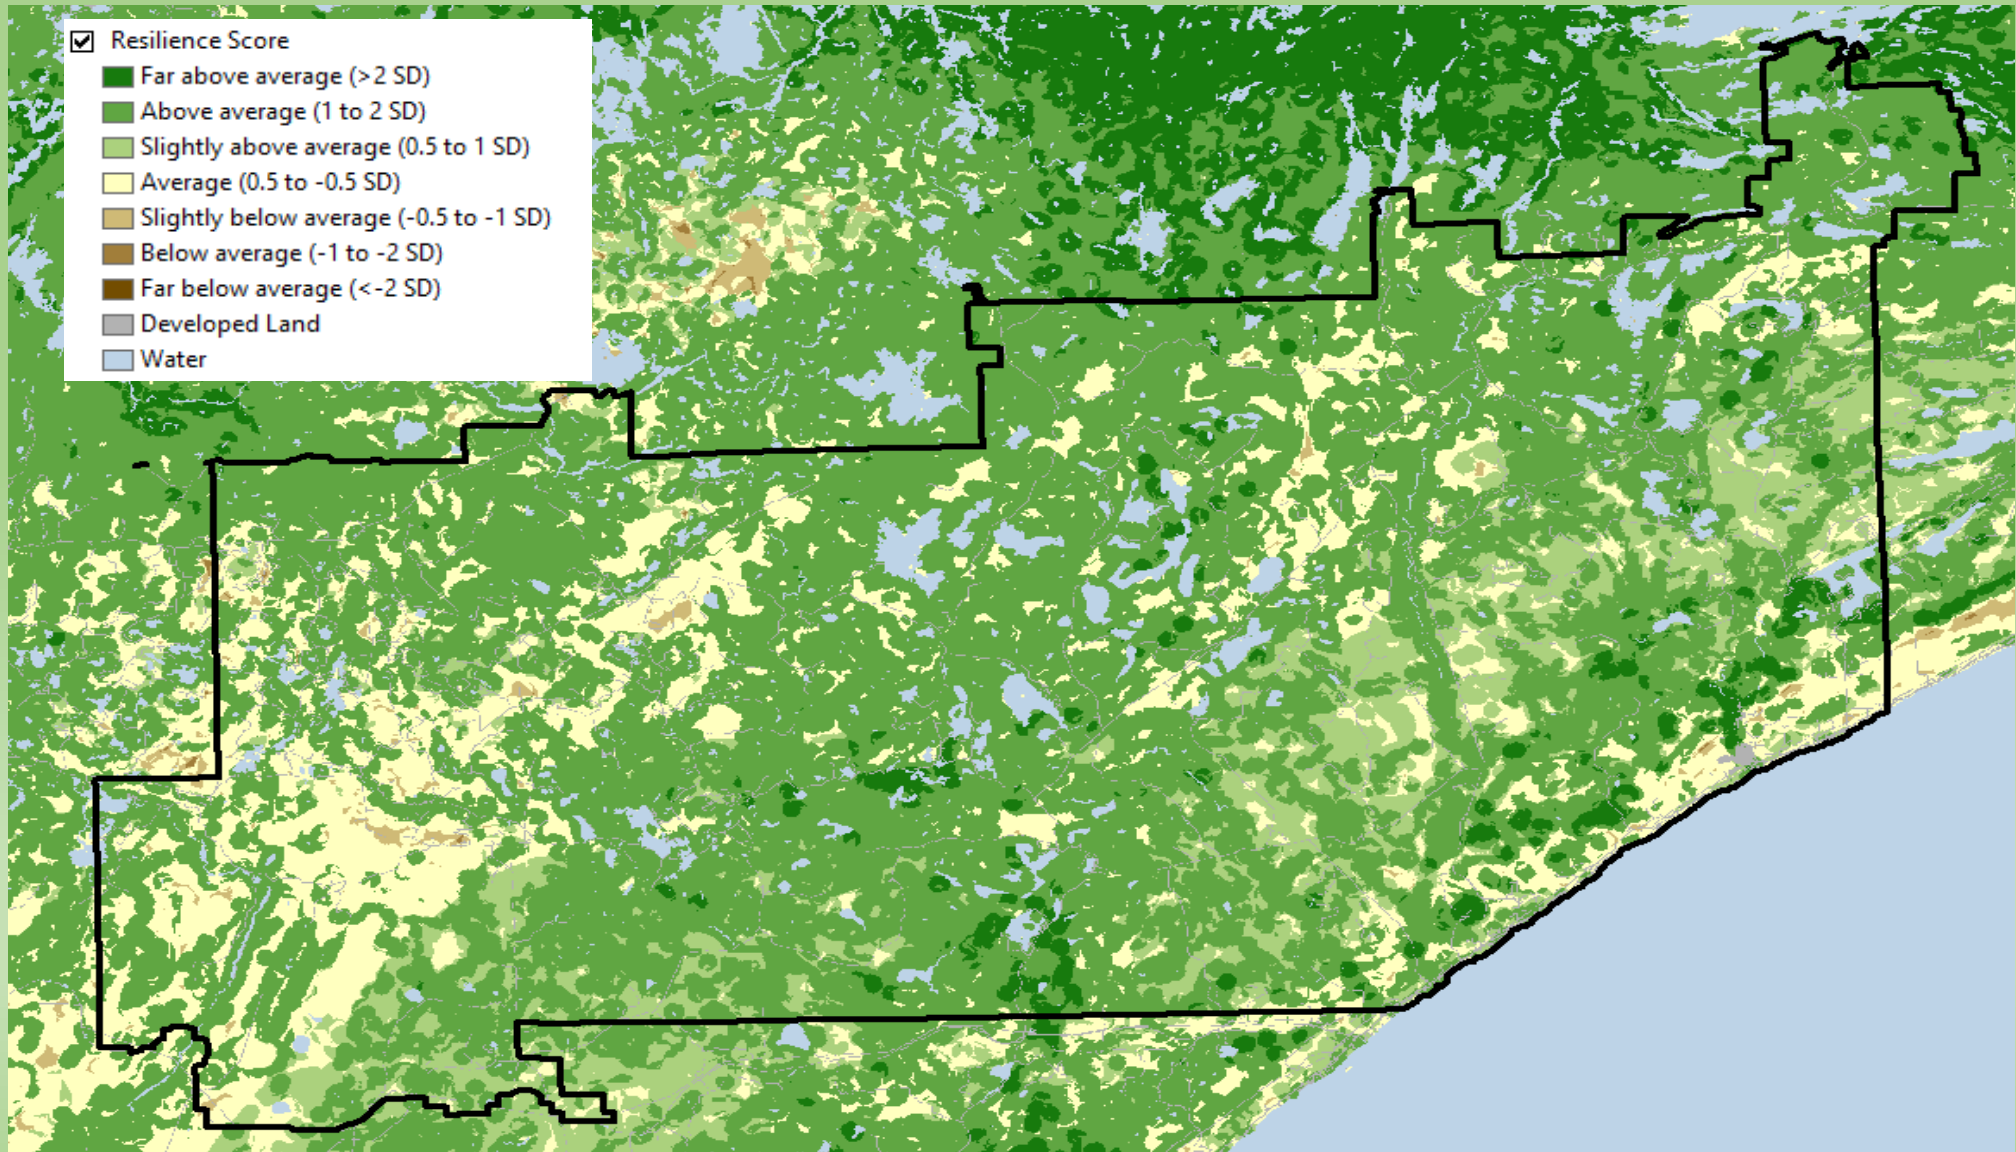 Resilience Score
Far above average (>2 SD)
Above average (1 to 2 SD)
Slightly above average (0.5 to 1 SD)
Average (0.5 to -0.5 SD)
Slightly below average (-0.5 to -1 SD)
Below average (-1 to -2 SD)
Far below average (<-2 SD)
Developed Land
Water